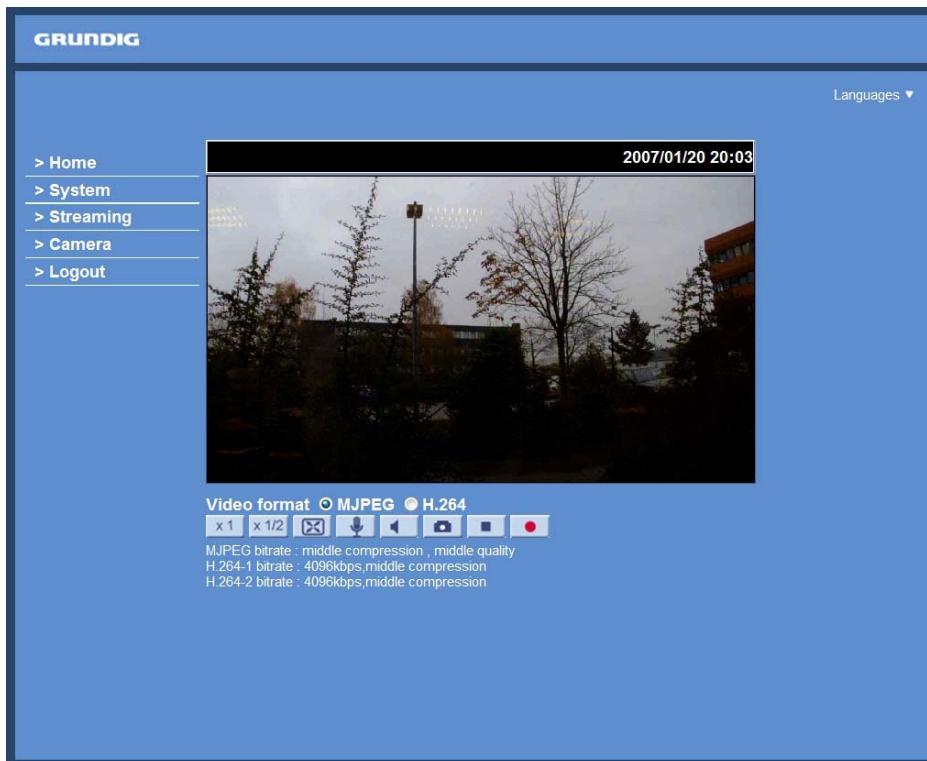 GRUNDIG
Languages ▼
> Home
> System
> Streaming
> Camera
> Logout
2007/01/20 20:03
Video format MJPEG H.264
x 1 x 1/2
MJPEG bitrate : middle compression , middle quality
H.264-1 bitrate : 4096kbps,middle compression
H.264-2 bitrate : 4096kbps,middle compression